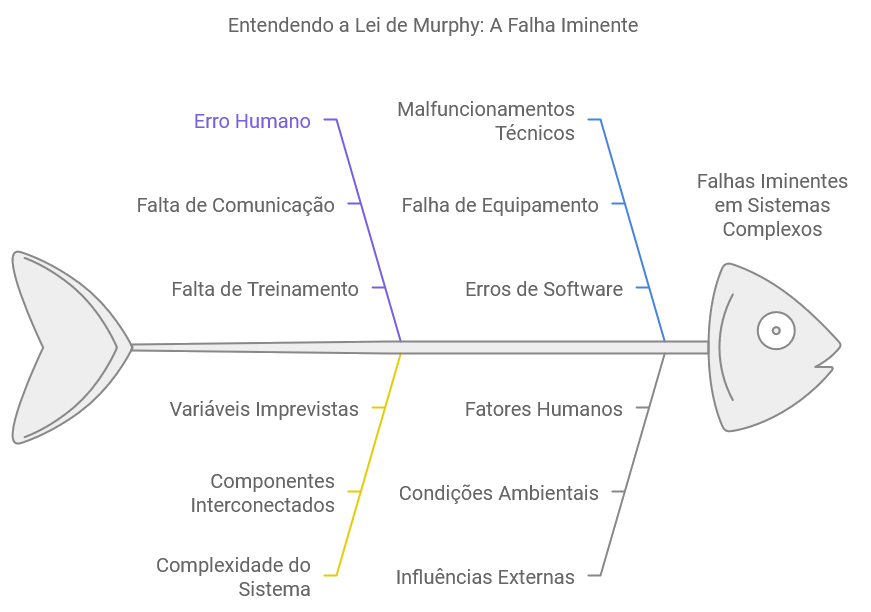 Entendendo a Lei de Murphy: A Falha Iminente
Erro Humano
Falta de Comunicação
Falta de Treinamento
Malfuncionamentos
Técnicos
Falha de Equipamento
Erros de Software
Falhas Iminentes
em Sistemas
Complexos
Variáveis Imprevistas
Componentes
Interconectados
Complexidade do
Sistema
Fatores Humanos
Condições Ambientais
Influências Externas